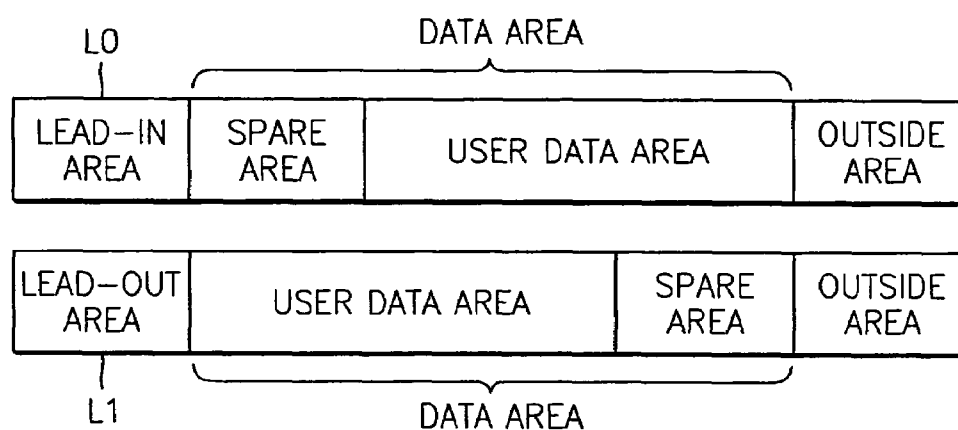 DATA AREA
L0
LEAD-IN
AREA
SPARE
AREA
USER DATA AREA
OUTSIDE
AREA
LEAD-OUT
AREA
USER DATA AREA
SPARE
AREA
OUTSIDE
AREA
L1
DATA AREA